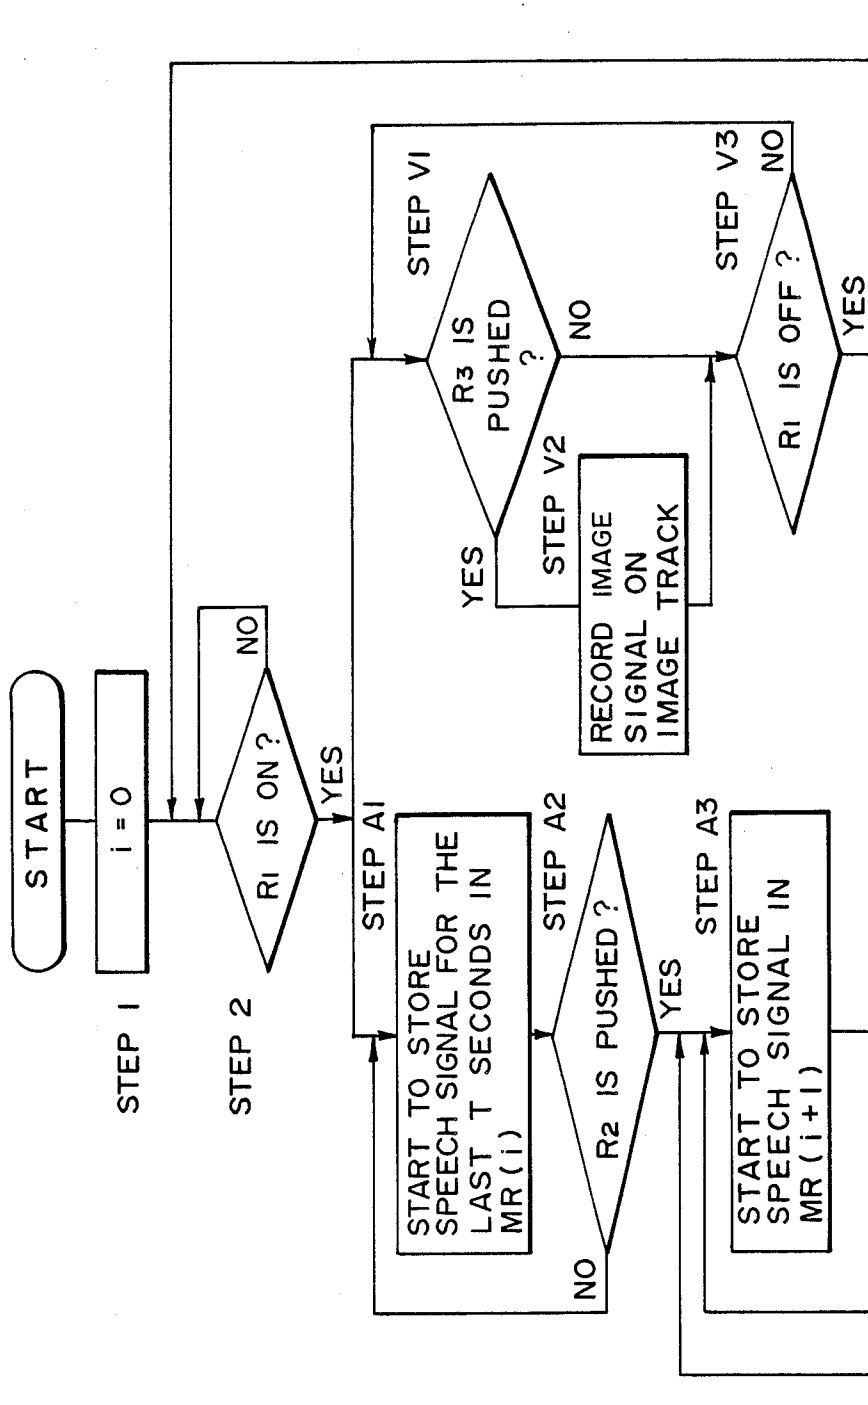 START
STEP 1
i = 0
STEP 2
R1 IS ON ?
NO
YES
STEP A1
START TO STORE
SPEECH SIGNAL FOR THE
LAST T SECONDS IN
MR ( i )
STEP A2
R2 IS PUSHED ?
NO
YES
STEP A3
START TO STORE
SPEECH SIGNAL IN
MR ( i + 1 )
STEP V1
R3 IS
PUSHED
?
YES
NO
STEP V2
RECORD IMAGE
SIGNAL ON
IMAGE TRACK
STEP V3
R1 IS OFF ?
NO
YES